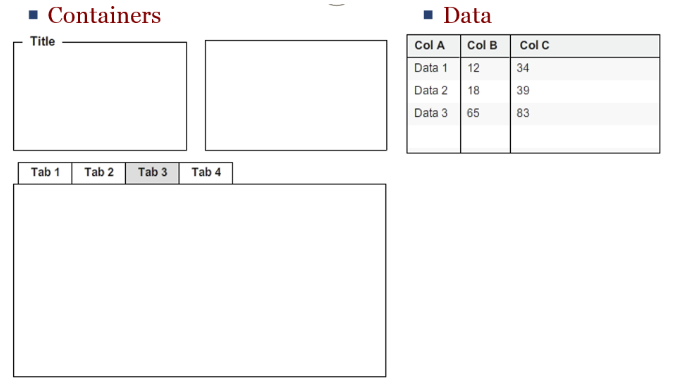 Containers
Title
Tab 1 Tab 2 Tab 3 Tab 4
Data
Col A Col B Col C
Data 1 12 34
Data 2 18 39
Data 3 65 83